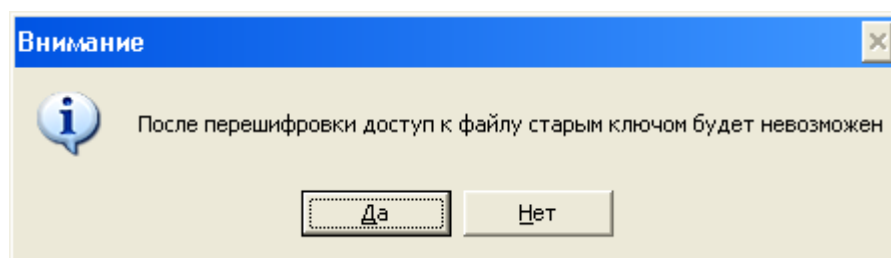 Внимание
После перешифровки доступ к файлу старым ключом будет невозможен
Да
Нет